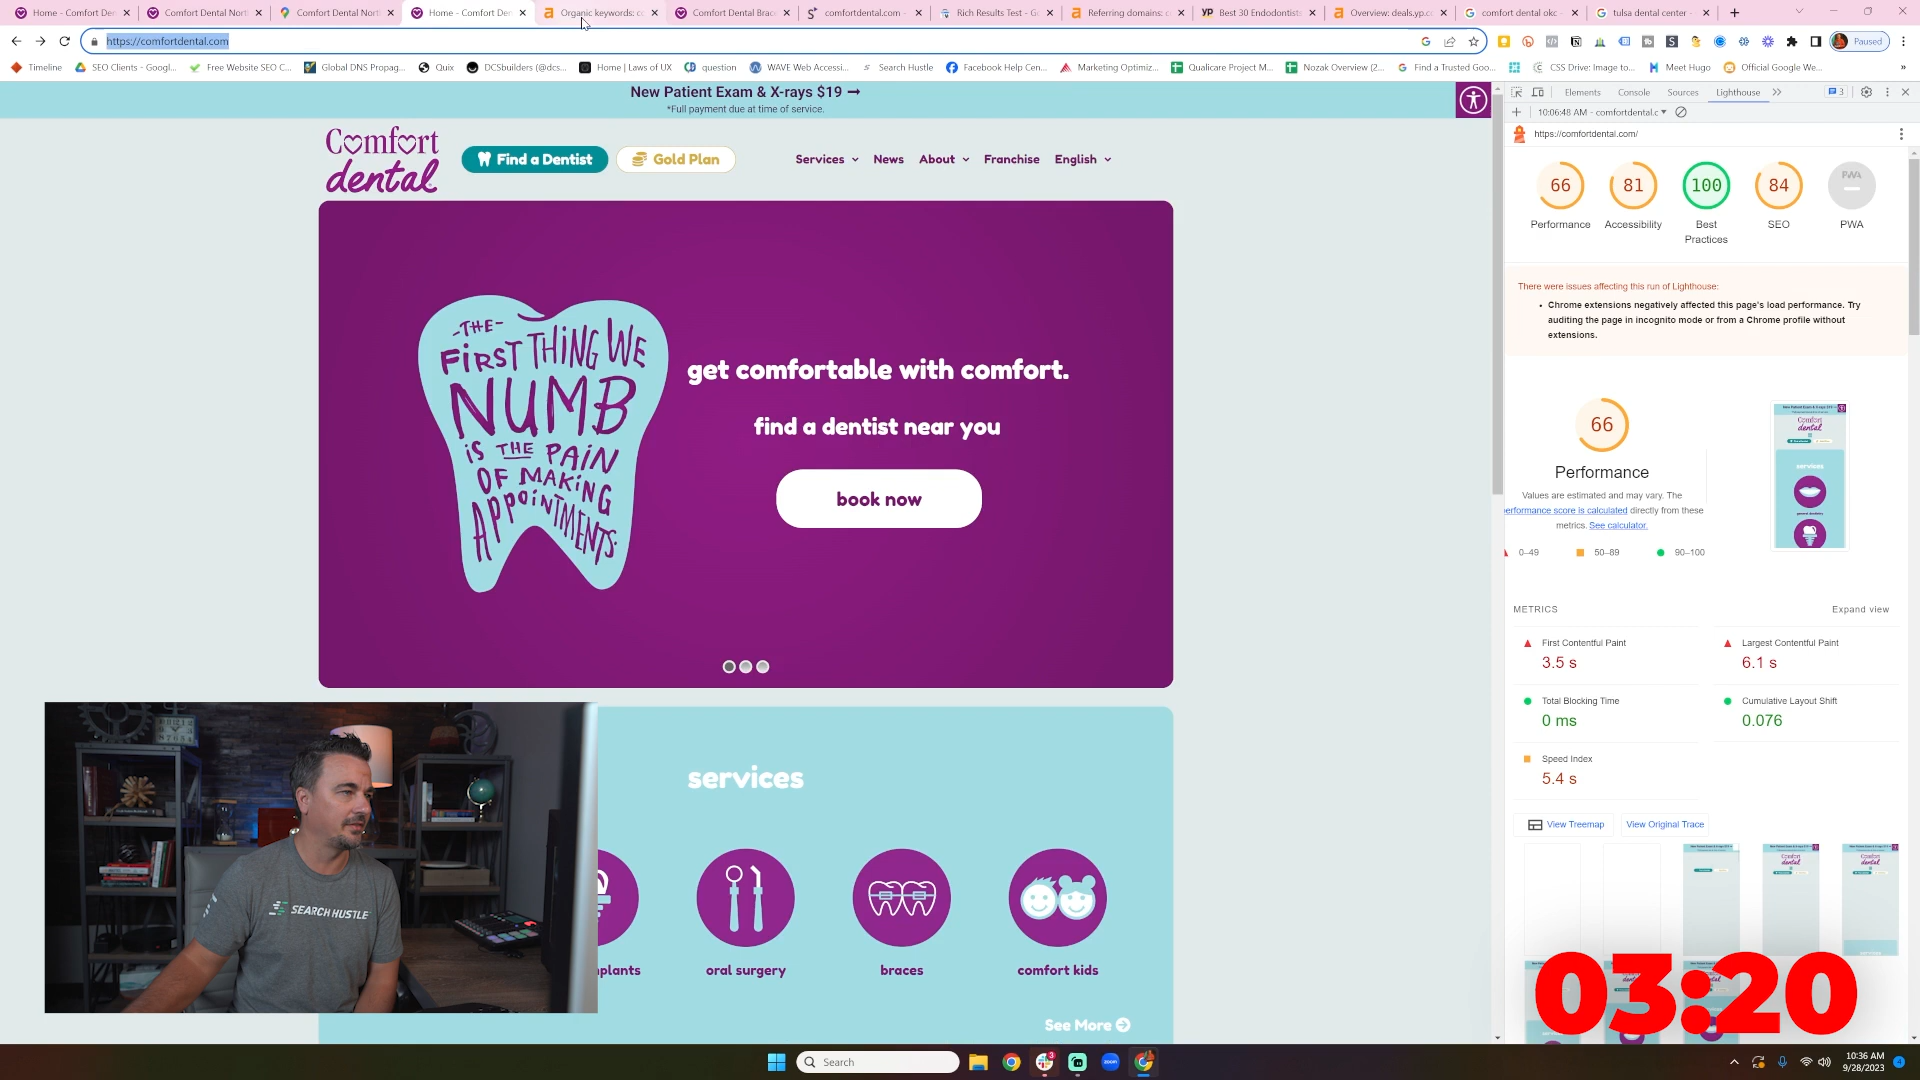 Home - Comfort Den
Comfort Dental Nort
Comfort Dental Nort
Home - Comfort Den
Organic keywords: co
Comfort Dental Brace
comfortdental.com -
Rich Results Test - Go
Referring domains: c
Best 30 Endodontists
Overview: deals.yp.cc
comfort dental okc -
tulsa dental center -
https://comfortdental.com
Paused
Timeline
SEO Clients - Googl...
Free Website SEO C...
Global DNS Propag...
Quix
DCSbuilders (@dcs...
Home | Laws of UX
question
WAVE Web Accessi...
Search Hustle
Facebook Help Cen...
Marketing Optimiz...
Qualicare Project M...
Nozak Overview (2...
Find a Trusted Goo...
CSS Drive: Image to...
Meet Hugo
Official Google We...
New Patient Exam & X-rays $19 →
*Full payment due at time of service.
Comfort
dental
Find a Dentist
Gold Plan
Services
News
About
Franchise
English
-THE-
FIRST THING WE
NUMB
IS THE PAIN
OF MAKING
APPOINTMENTS.
get comfortable with comfort.
find a dentist near you
book now
services
mplants
oral surgery
braces
comfort kids
See More
SEARCH HUSTLE
Elements
Console
Sources
Lighthouse
3
10:06:48 AM - comfortdental.c
https://comfortdental.com/
66
81
100
84
PWA
Performance
Accessibility
Best
Practices
SEO
PWA
There were issues affecting this run of Lighthouse:
• Chrome extensions negatively affected this page's load performance. Try
auditing the page in incognito mode or from a Chrome profile without
extensions.
66
Performance
Values are estimated and may vary. The
performance score is calculated directly from these
metrics. See calculator.
0–49
50–89
90–100
METRICS
Expand view
First Contentful Paint
3.5 s
Largest Contentful Paint
6.1 s
Total Blocking Time
0 ms
Cumulative Layout Shift
0.076
Speed Index
5.4 s
View Treemap
View Original Trace
03:20
Search
3
zoom
10:36 AM
9/28/2023